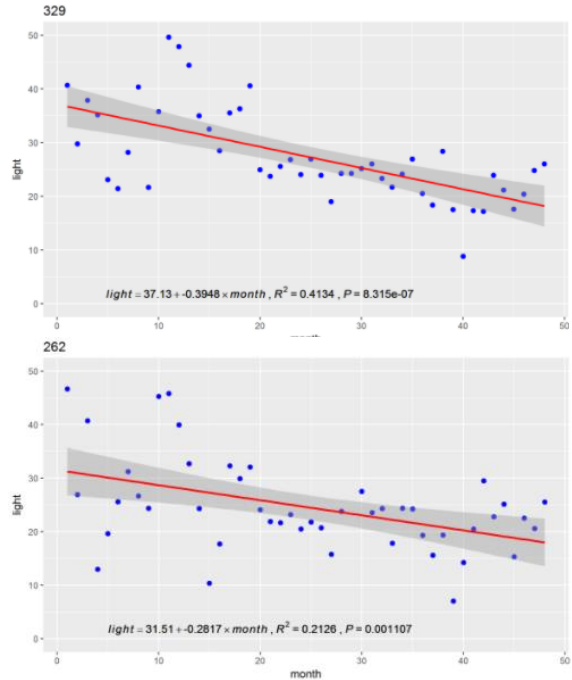 329
50
40
30
20
10
0
light
light = 37.13 + -0.3948 × month , R² = 0.4134 , P = 8.315e-07
0 10 20 30 40 50
month
262
50
40
30
20
10
0
light
light = 31.51 + -0.2817 × month , R² = 0.2126 , P = 0.001107
0 10 20 30 40 50
month